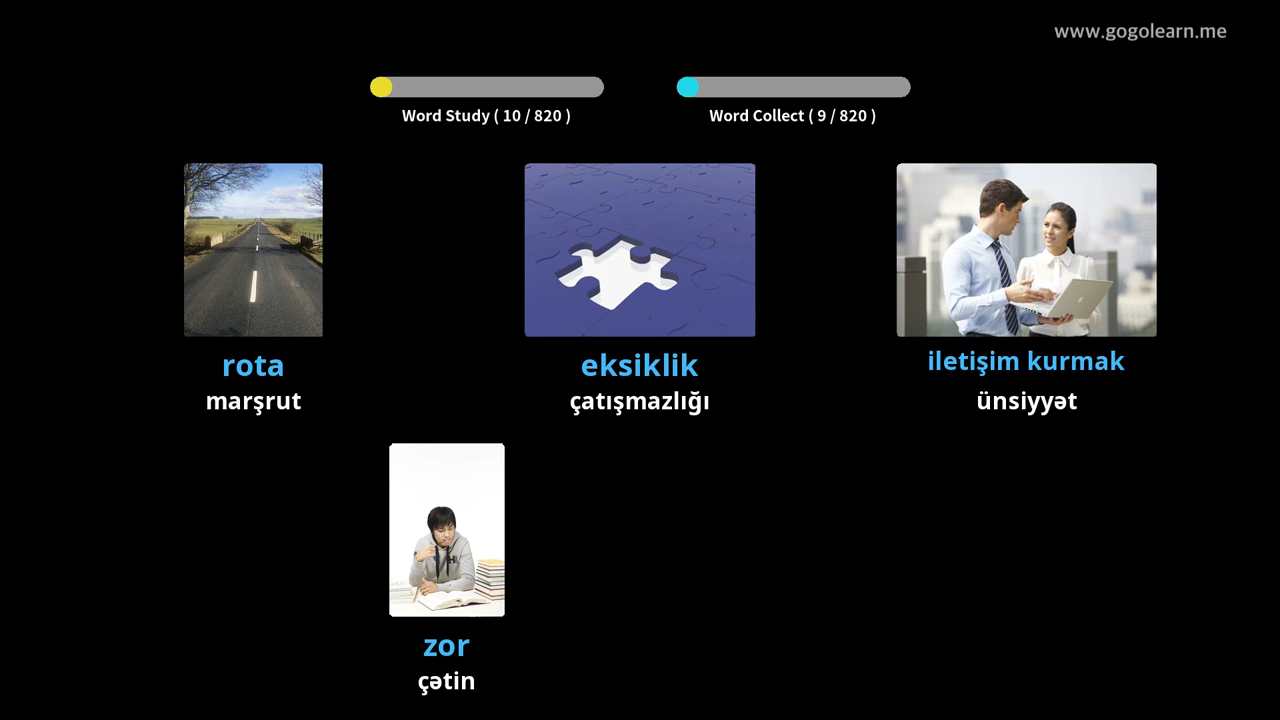 www.gogolearn.me
Word Study ( 10 / 820 )
Word Collect ( 9 / 820 )
rota
marşrut
eksiklik
çatışmazlığı
iletişim kurmak
ünsiyyət
zor
çətin